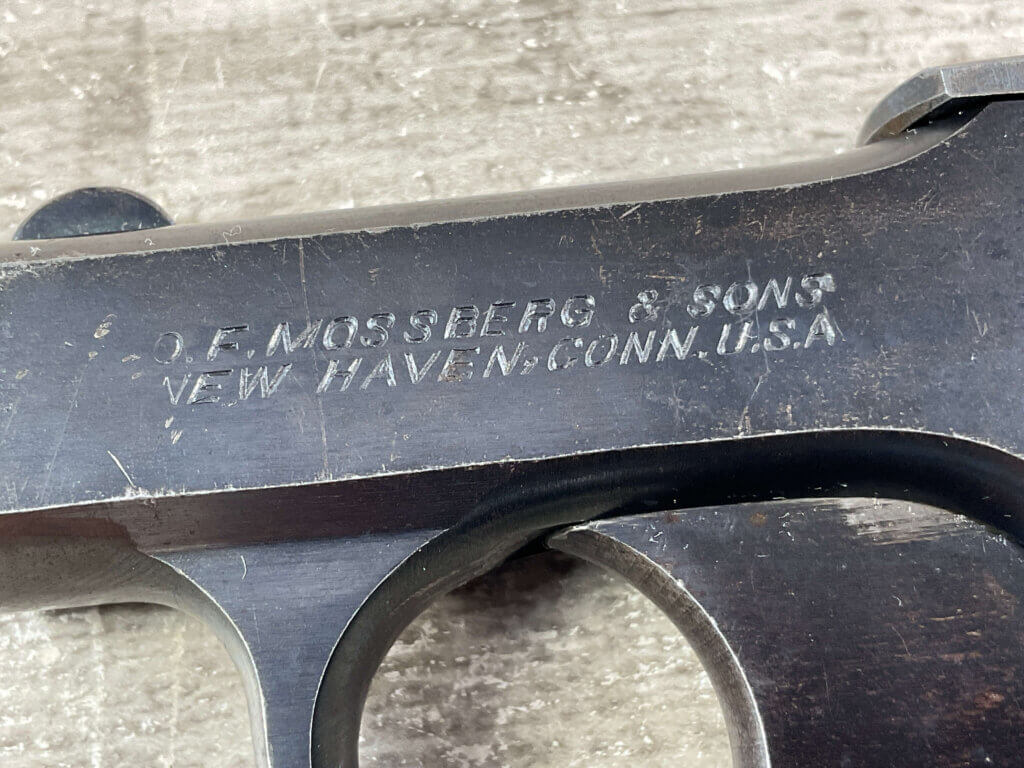 O.F. MOSSBERG & SONS
NEW HAVEN, CONN. U.S.A